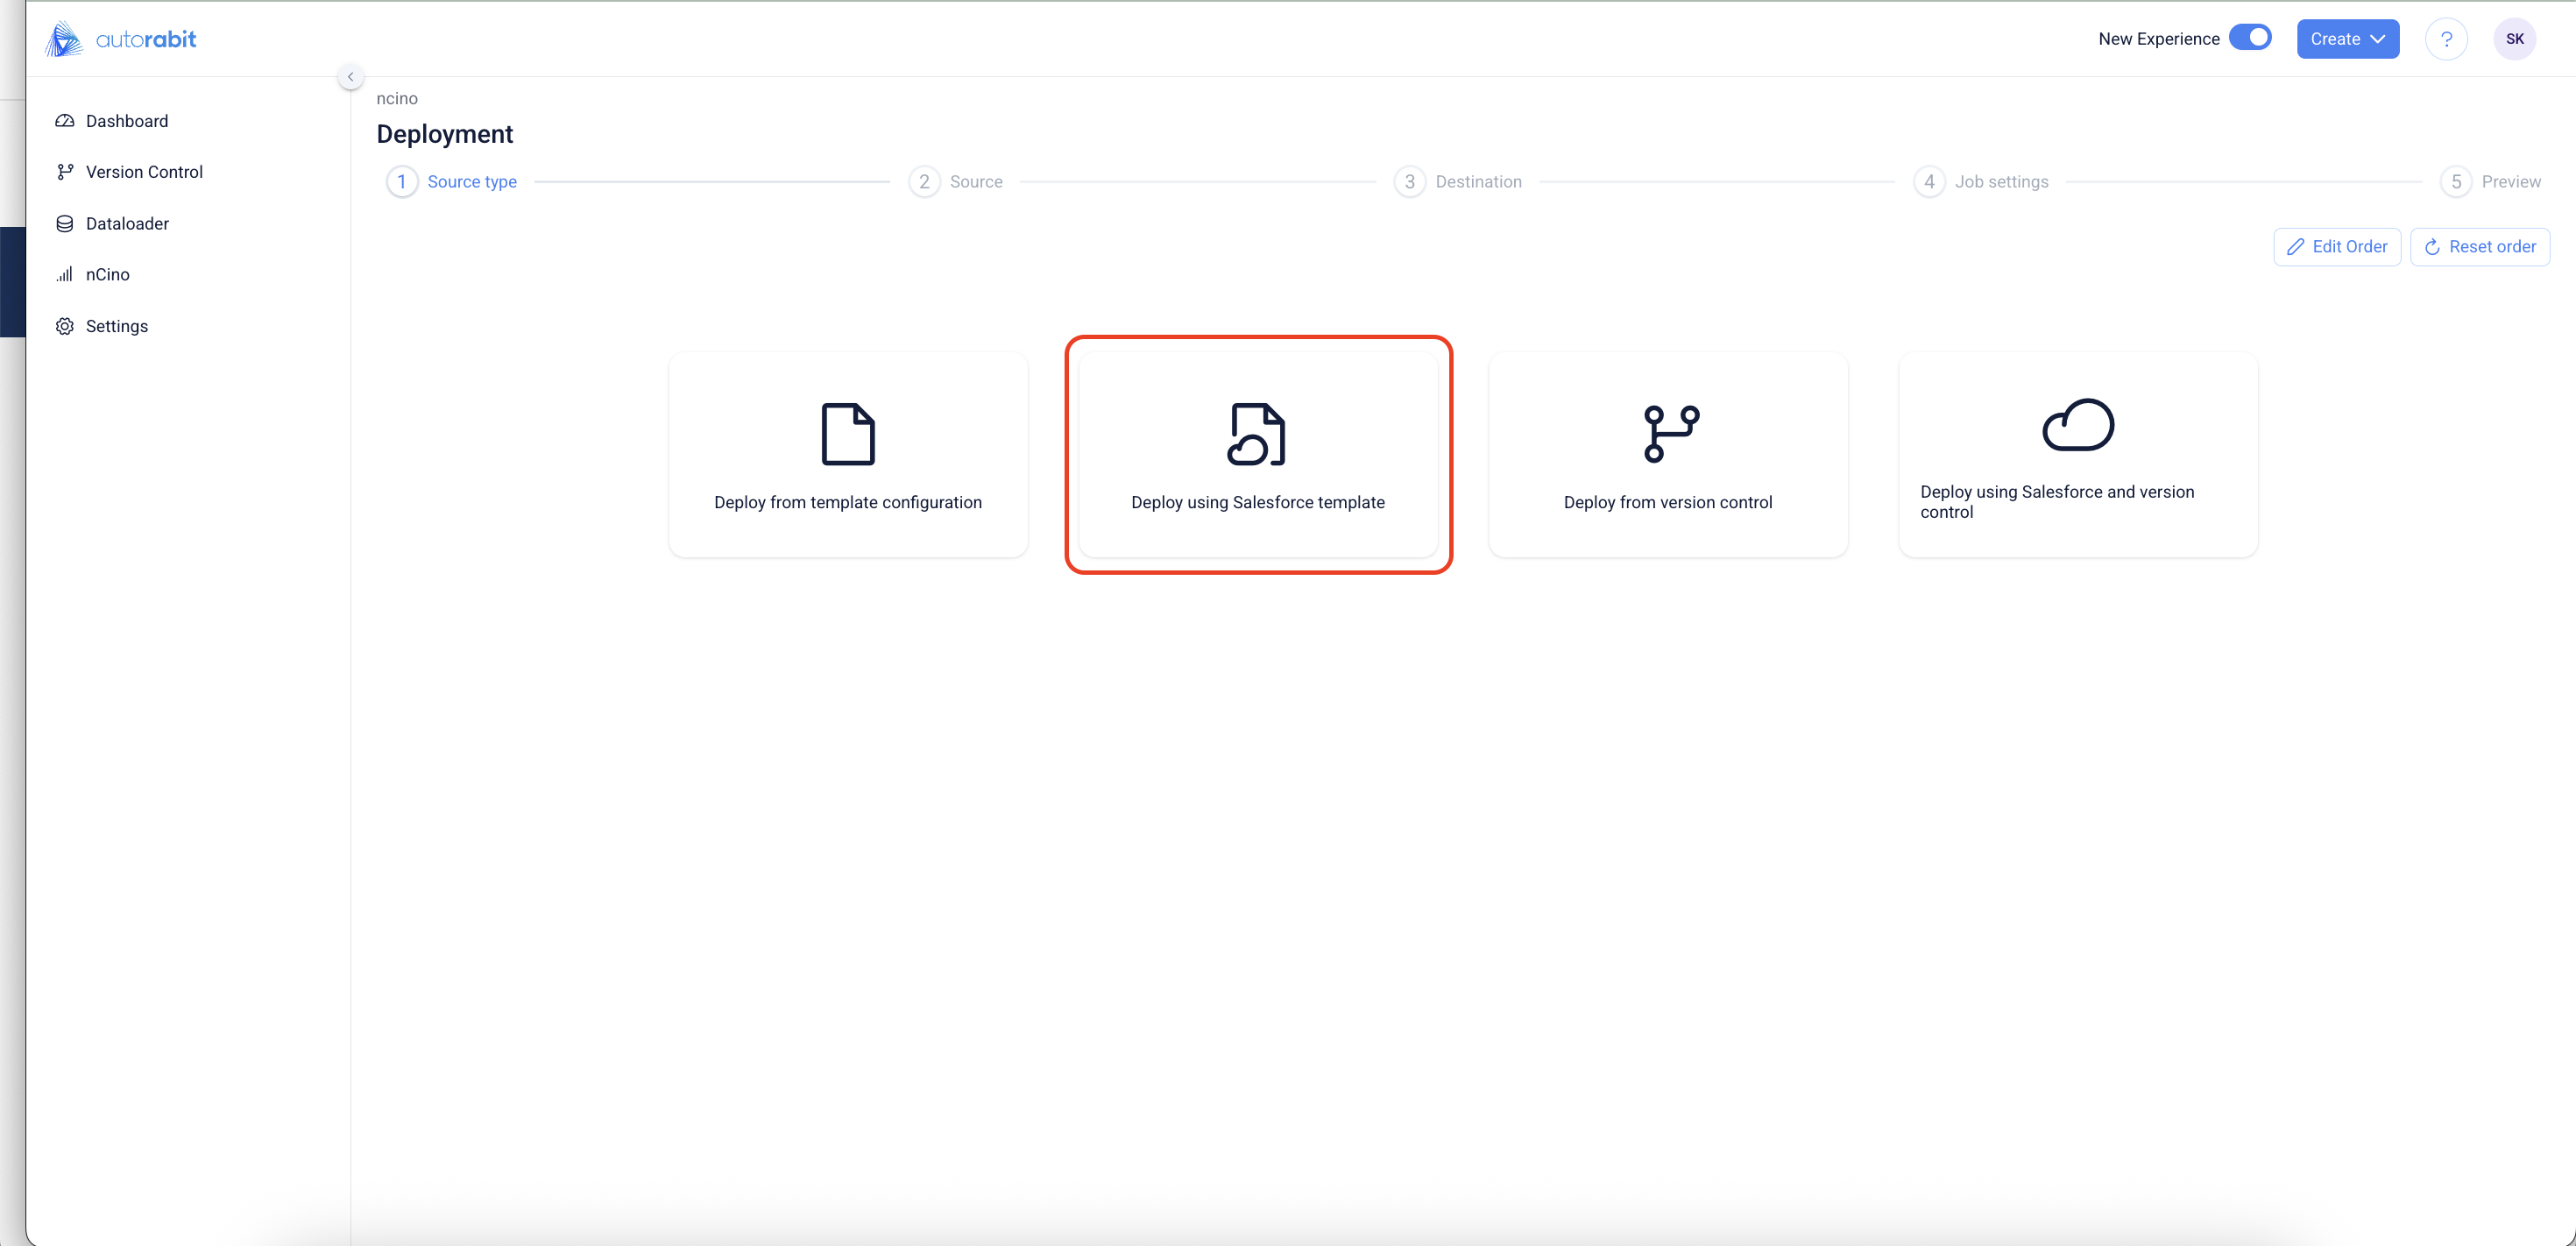 autorabit
New Experience
Create
?
SK
Dashboard
Version Control
Dataloader
nCino
Settings
ncino
Deployment
1 Source type
2 Source
3 Destination
4 Job settings
5 Preview
Edit Order
Reset order
Deploy from template configuration
Deploy using Salesforce template
Deploy from version control
Deploy using Salesforce and version
control